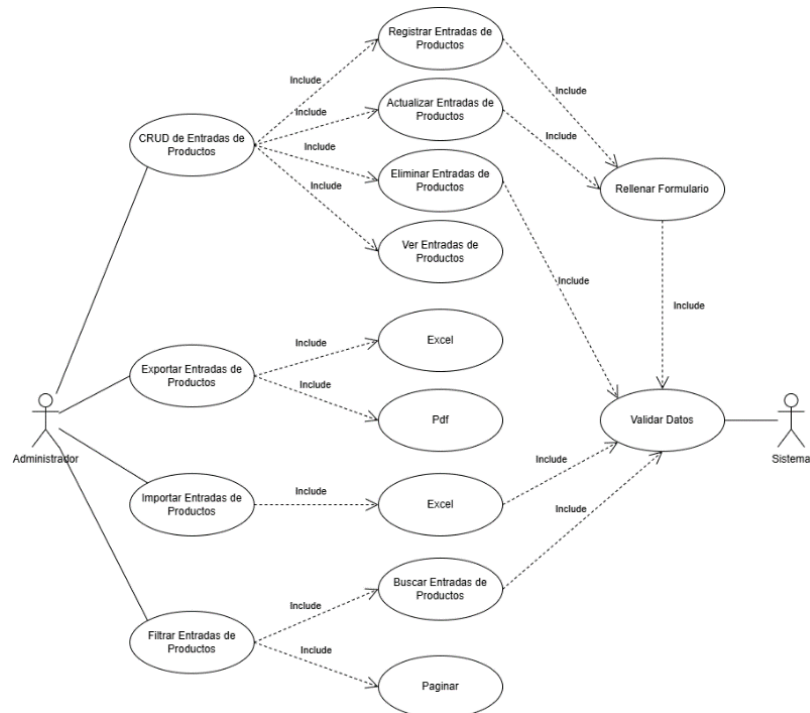 Registrar Entradas de
Productos
Include
Include
Actualizar Entradas de
Productos
Include
Include
CRUD de Entradas de
Productos
Include
Eliminar Entradas de
Productos
Rellenar Formulario
Include
Ver Entradas de
Productos
Include
Include
Excel
Include
Exportar Entradas de
Productos
Include
Pdf
Validar Datos
Administrador
Sistema
Include
Importar Entradas de
Productos
Include
Excel
Buscar Entradas de
Productos
Include
Include
Filtrar Entradas de
Productos
Include
Paginar